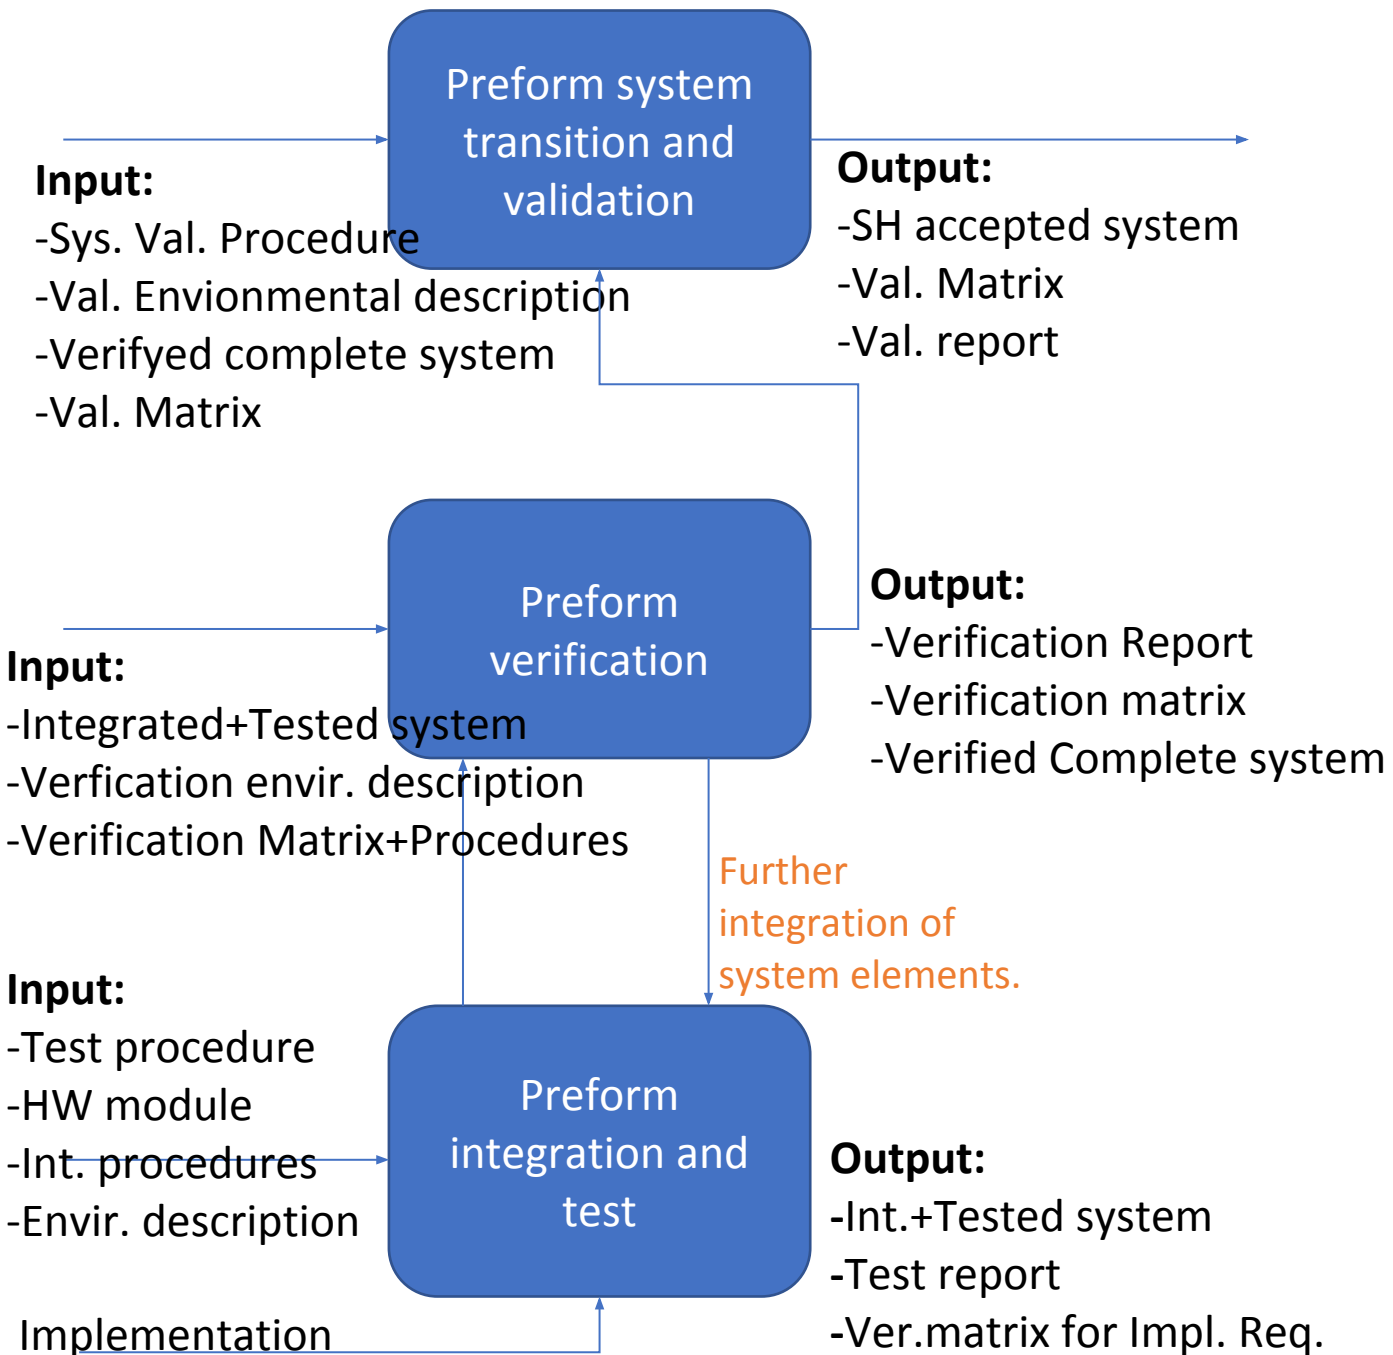 Preform system
transition and
validation
Input:
-Sys. Val. Procedure
-Val. Envionmental description
-Verifyed complete system
-Val. Matrix
Output:
-SH accepted system
-Val. Matrix
-Val. report
Preform
verification
Input:
-Integrated+Tested system
-Verfication envir. description
-Verification Matrix+Procedures
Output:
-Verification Report
-Verification matrix
-Verified Complete system
Further
integration of
system elements.
Input:
-Test procedure
-HW module
-Int. procedures
-Envir. description
Preform
integration and
test
Output:
-Int.+Tested system
-Test report
-Ver.matrix for Impl. Req.
Implementation